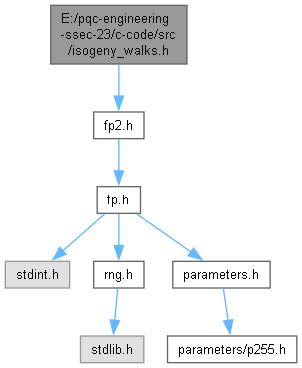 E:/pqc-engineering
-ssec-23/c-code/src
/isogeny_walks.h
fp2.h
fp.h
stdint.h
rng.h
parameters.h
stdlib.h
parameters/p255.h